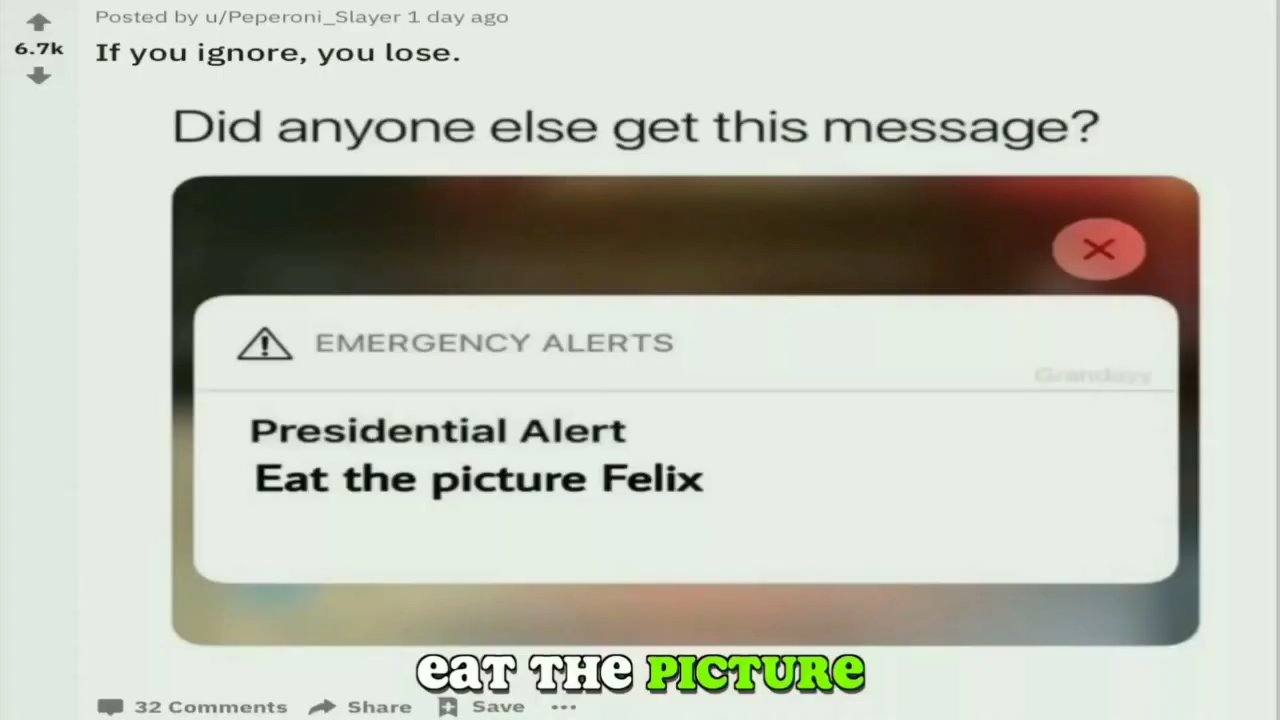 Posted by u/Peperoni_Slayer 1 day ago
6.7k
If you ignore, you lose.
Did anyone else get this message?
EMERGENCY ALERTS
Grandayy
Presidential Alert
Eat the picture Felix
EAT THE PICTURE
32 Comments Share Save ...